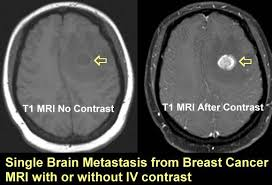 T1 MRI No Contrast
T1 MRI After Contrast
Single Brain Metastasis from Breast Cancer
MRI with or without IV contrast